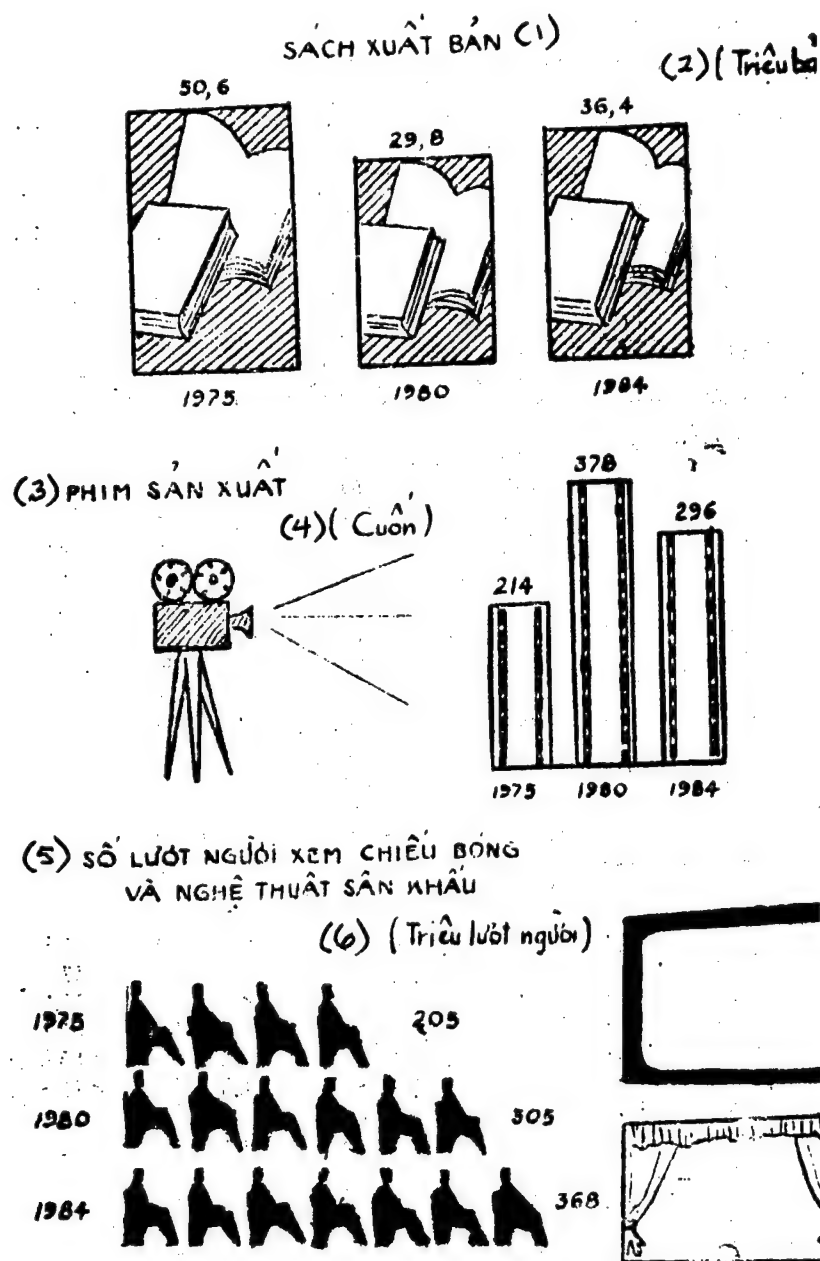 SÁCH XUẤT BẢN (1)
(2) (Triệu
50,6
29,8
36,4
1975
1980
1984
(3) PHIM SẢN XUẤT
(4) (Cuốn)
214
378
296
1975
1980
1984
(5) SỐ LƯỢT NGƯỜI XEM CHIẾU BÓNG
VÀ NGHỆ THUẬT SÂN KHẤU
(6) (Triệu lượt người)
1975 205
1980 305
1984 368